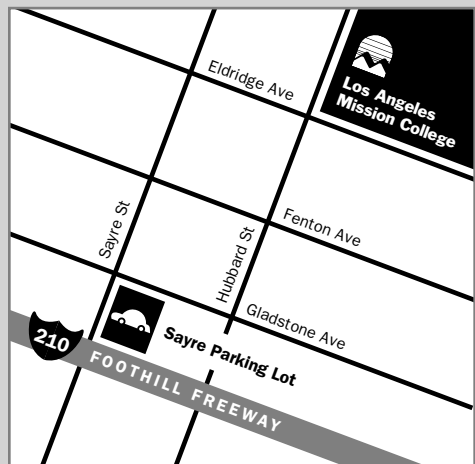 Eldridge Ave
Los Angeles
Mission College
Sayre St
Hubbard St
Fenton Ave
Gladstone Ave
Sayre Parking Lot
210
FOOTHILL FREEWAY